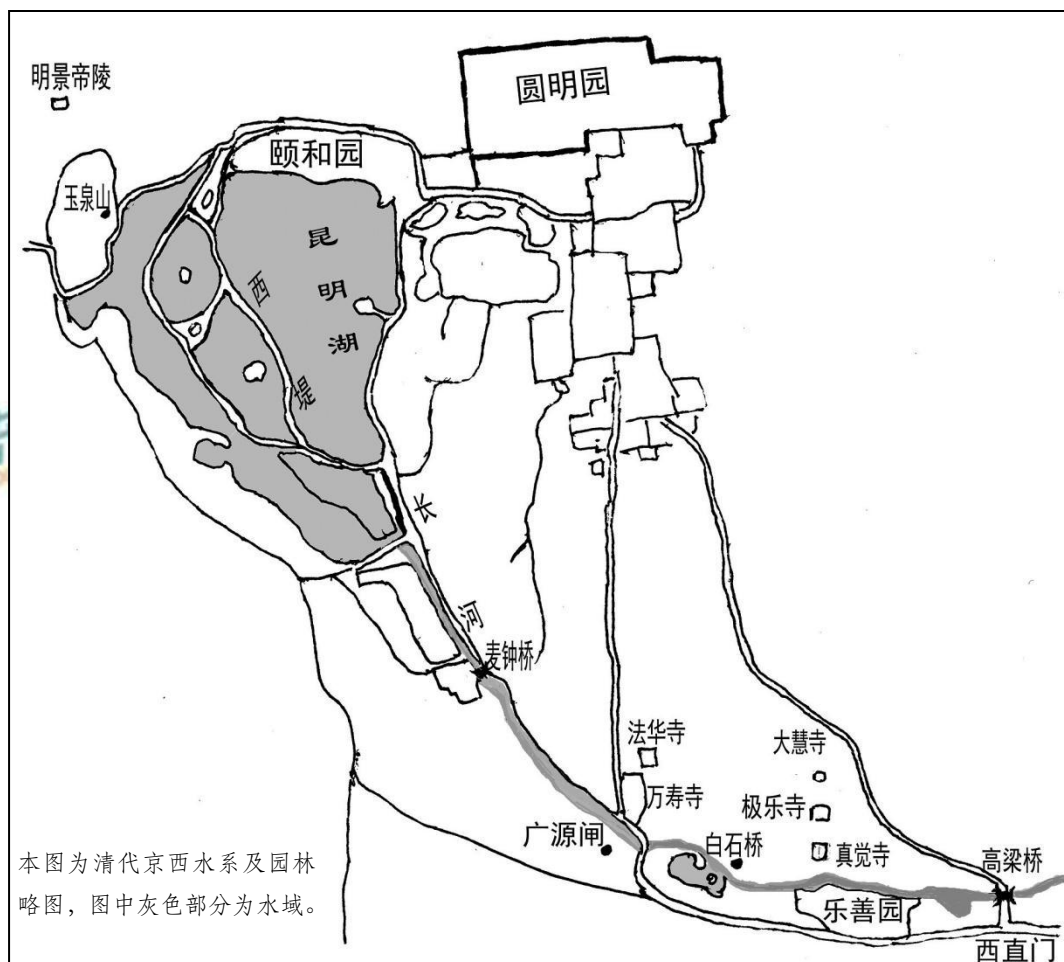 明景帝陵
圆明园
颐和园
玉泉山
昆明湖
西堤
长河
麦钟桥
法华寺
大慧寺
万寿寺
极乐寺
广源闸
白石桥
真觉寺
高梁桥
乐善园
西直门
本图为清代京西水系及园林
略图，图中灰色部分为水域。